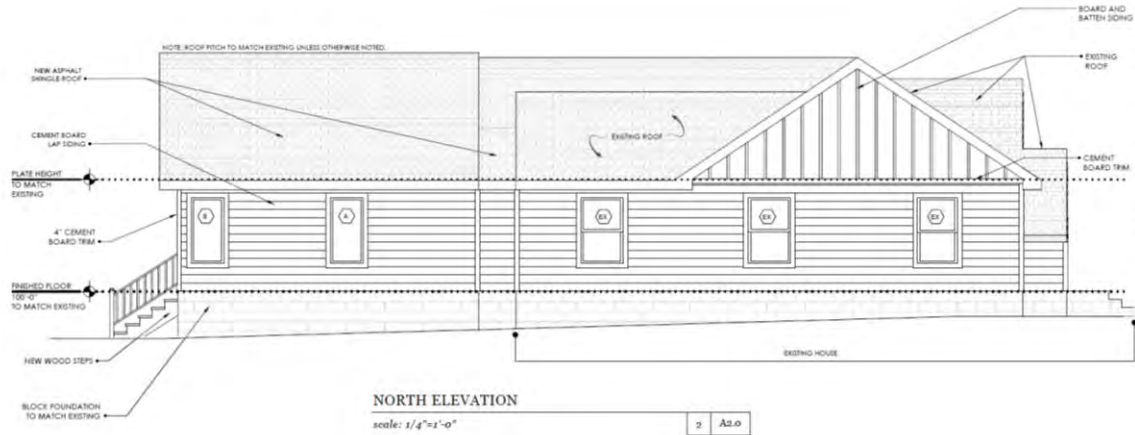 BOARD AND
BATTEN SIDING
NOTE: ROOF PITCH TO MATCH EXISTING UNLESS OTHERWISE NOTED.
EXISTING
ROOF
NEW ASPHALT
SHINGLE ROOF
CEMENT BOARD
LAP SIDING
EXISTING ROOF
CEMENT
BOARD TRIM
PLATE HEIGHT
TO MATCH
EXISTING
B
A
EX
EX
EX
4" CEMENT
BOARD TRIM
FINISHED FLOOR
100'-0"
TO MATCH EXISTING
NEW WOOD STEPS
EXISTING HOUSE
BLOCK FOUNDATION
TO MATCH EXISTING
NORTH ELEVATION
scale: 1/4"=1'-0"
2 A2.0